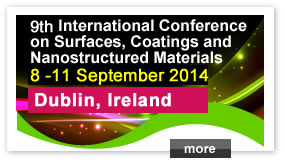 9th International Conference
on Surfaces, Coatings and
Nanostructured Materials
8 -11 September 2014
Dublin, Ireland
more